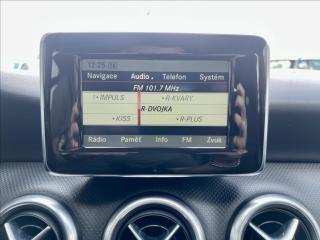 12:25
Navigace Audio Telefon Systém
FM 101.7 MHz
IMPULS R-KVARY
R-DVOJKA
KISS R-PLUS
Rádio Paměť Info FM Zvuk